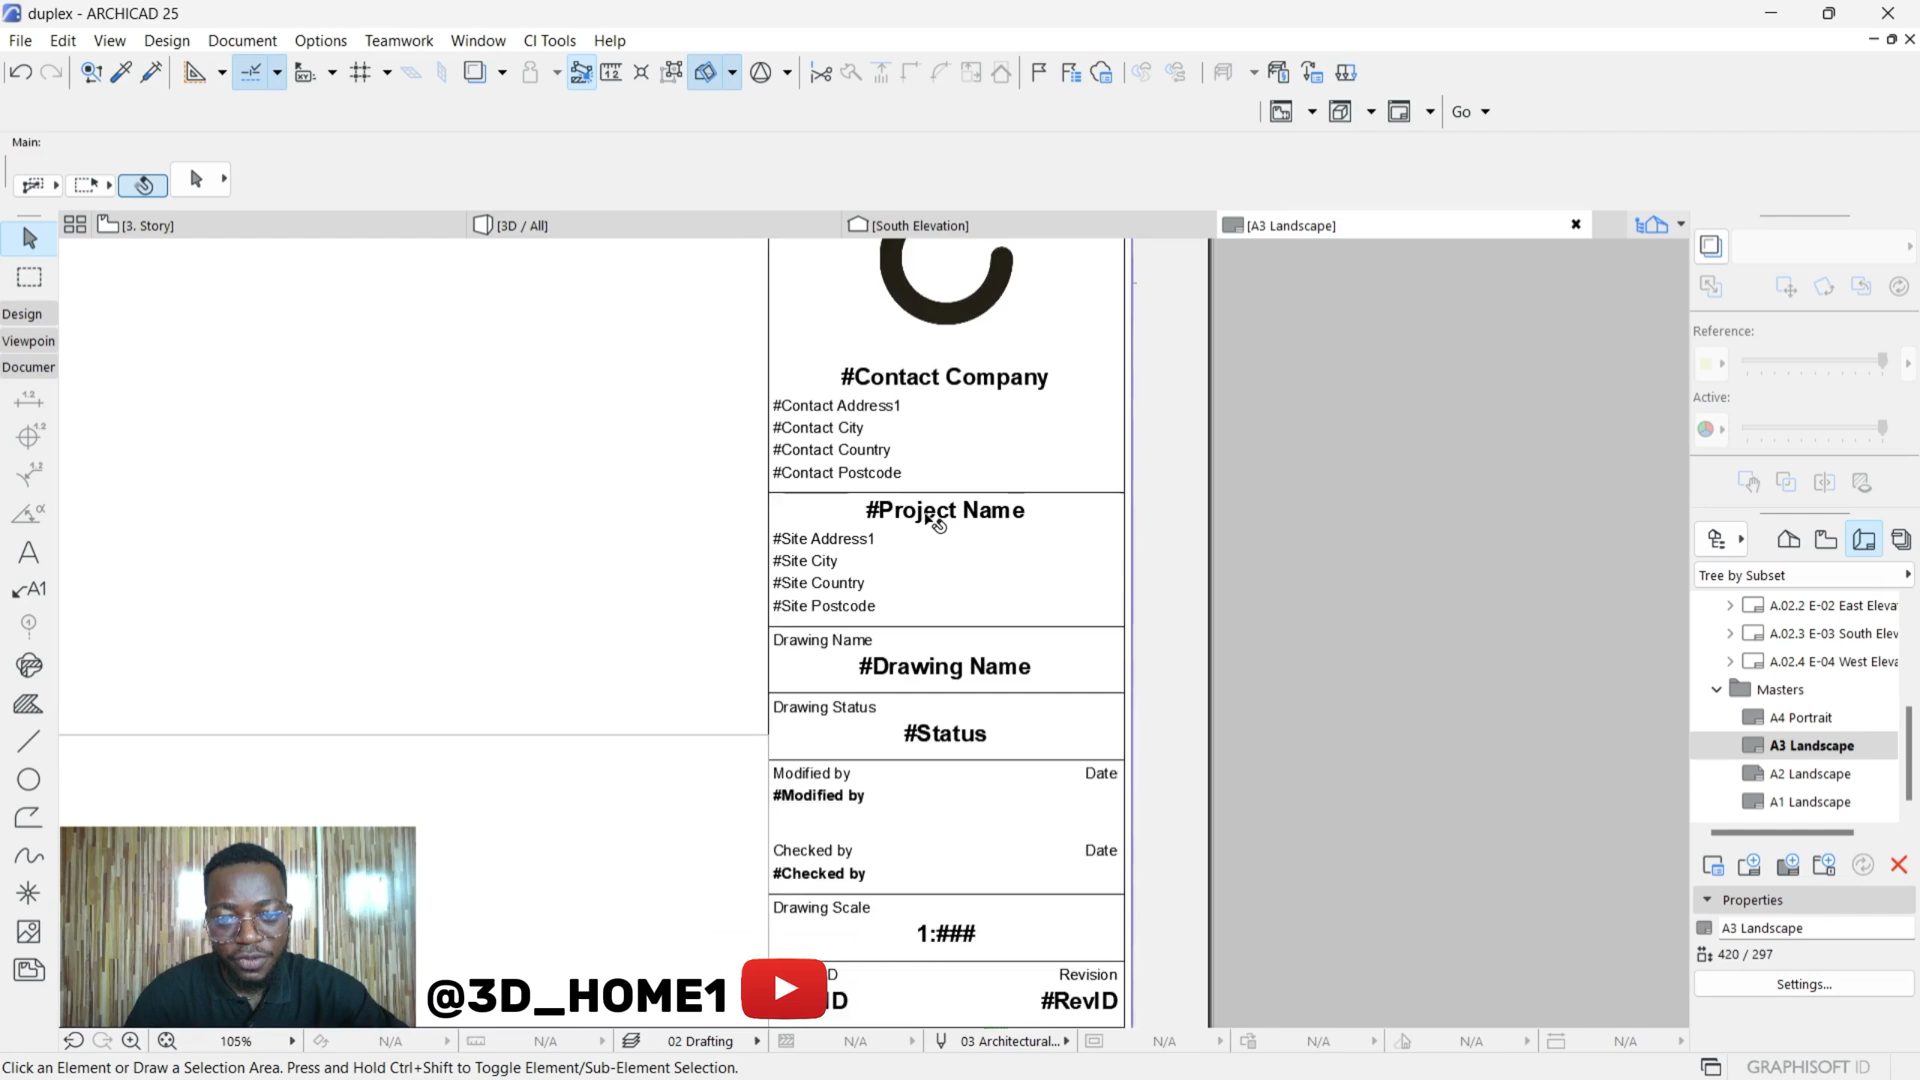 duplex - ARCHICAD 25
File Edit View Design Document Options Teamwork Window CI Tools Help
Go
Main:
[3. Story]
[3D / All]
[South Elevation]
[A3 Landscape]
Design
Viewpoin
Documer
#Contact Company
#Contact Address1
#Contact City
#Contact Country
#Contact Postcode
#Project Name
#Site Address1
#Site City
#Site Country
#Site Postcode
Drawing Name
#Drawing Name
Drawing Status
#Status
Modified by Date
#Modified by
Checked by Date
#Checked by
Drawing Scale
1:###
D Revision
ID #RevID
@3D_HOME1
Reference:
Active:
Tree by Subset
A.02.2 E-02 East Eleva
A.02.3 E-03 South Elev
A.02.4 E-04 West Eleva
Masters
A4 Portrait
A3 Landscape
A2 Landscape
A1 Landscape
Properties
A3 Landscape
420 / 297
Settings...
105% N/A N/A 02 Drafting N/A 03 Architectural... N/A N/A N/A N/A
Click an Element or Draw a Selection Area. Press and Hold Ctrl+Shift to Toggle Element/Sub-Element Selection.
GRAPHISOFT ID